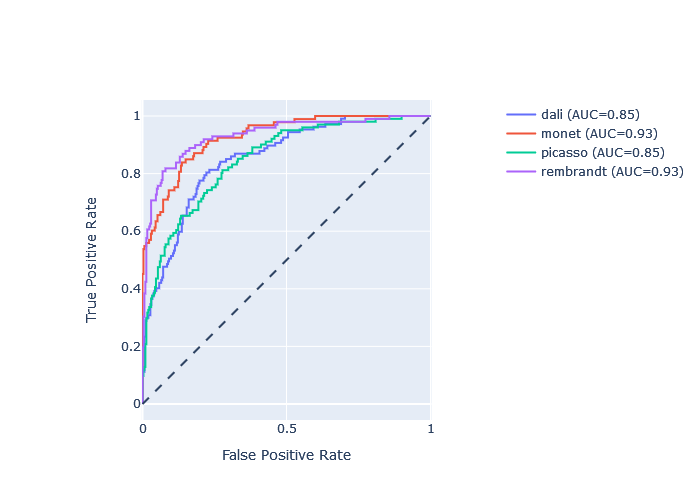 dali (AUC=0.85)
monet (AUC=0.93)
picasso (AUC=0.85)
rembrandt (AUC=0.93)
True Positive Rate
1
0.8
0.6
0.4
0.2
0
0
0.5
1
False Positive Rate